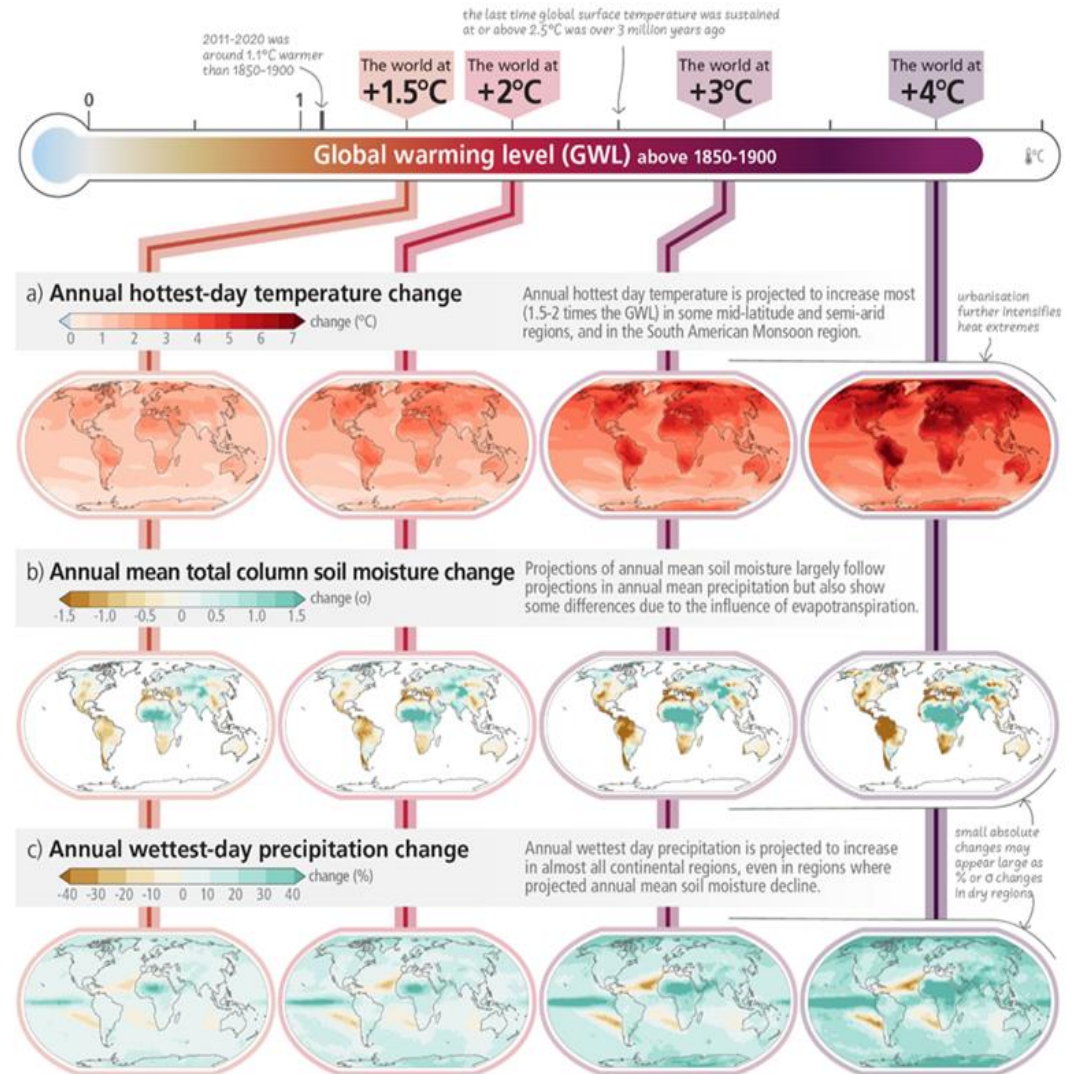 the last time global surface temperature was sustained
at or above 2.5°C was over 3 million years ago
2011-2020 was
around 1.1°C warmer
than 1850-1900
The world at
+1.5°C
The world at
+2°C
The world at
+3°C
The world at
+4°C
0
1
Global warming level (GWL) above 1850-1900
°C
a) Annual hottest-day temperature change
0 1 2 3 4 5 6 7
change (°C)
Annual hottest day temperature is projected to increase most
(1.5-2 times the GWL) in some mid-latitude and semi-arid
regions, and in the South American Monsoon region.
urbanisation
further intensifies
heat extremes
b) Annual mean total column soil moisture change
-1.5 -1.0 -0.5 0 0.5 1.0 1.5
change (σ)
Projections of annual mean soil moisture largely follow
projections in annual mean precipitation but also show
some differences due to the influence of evapotranspiration.
c) Annual wettest-day precipitation change
-40 -30 -20 -10 0 10 20 30 40
change (%)
Annual wettest day precipitation is projected to increase
in almost all continental regions, even in regions where
projected annual mean soil moisture decline.
small absolute
changes may
appear large as
% or σ changes
in dry regions